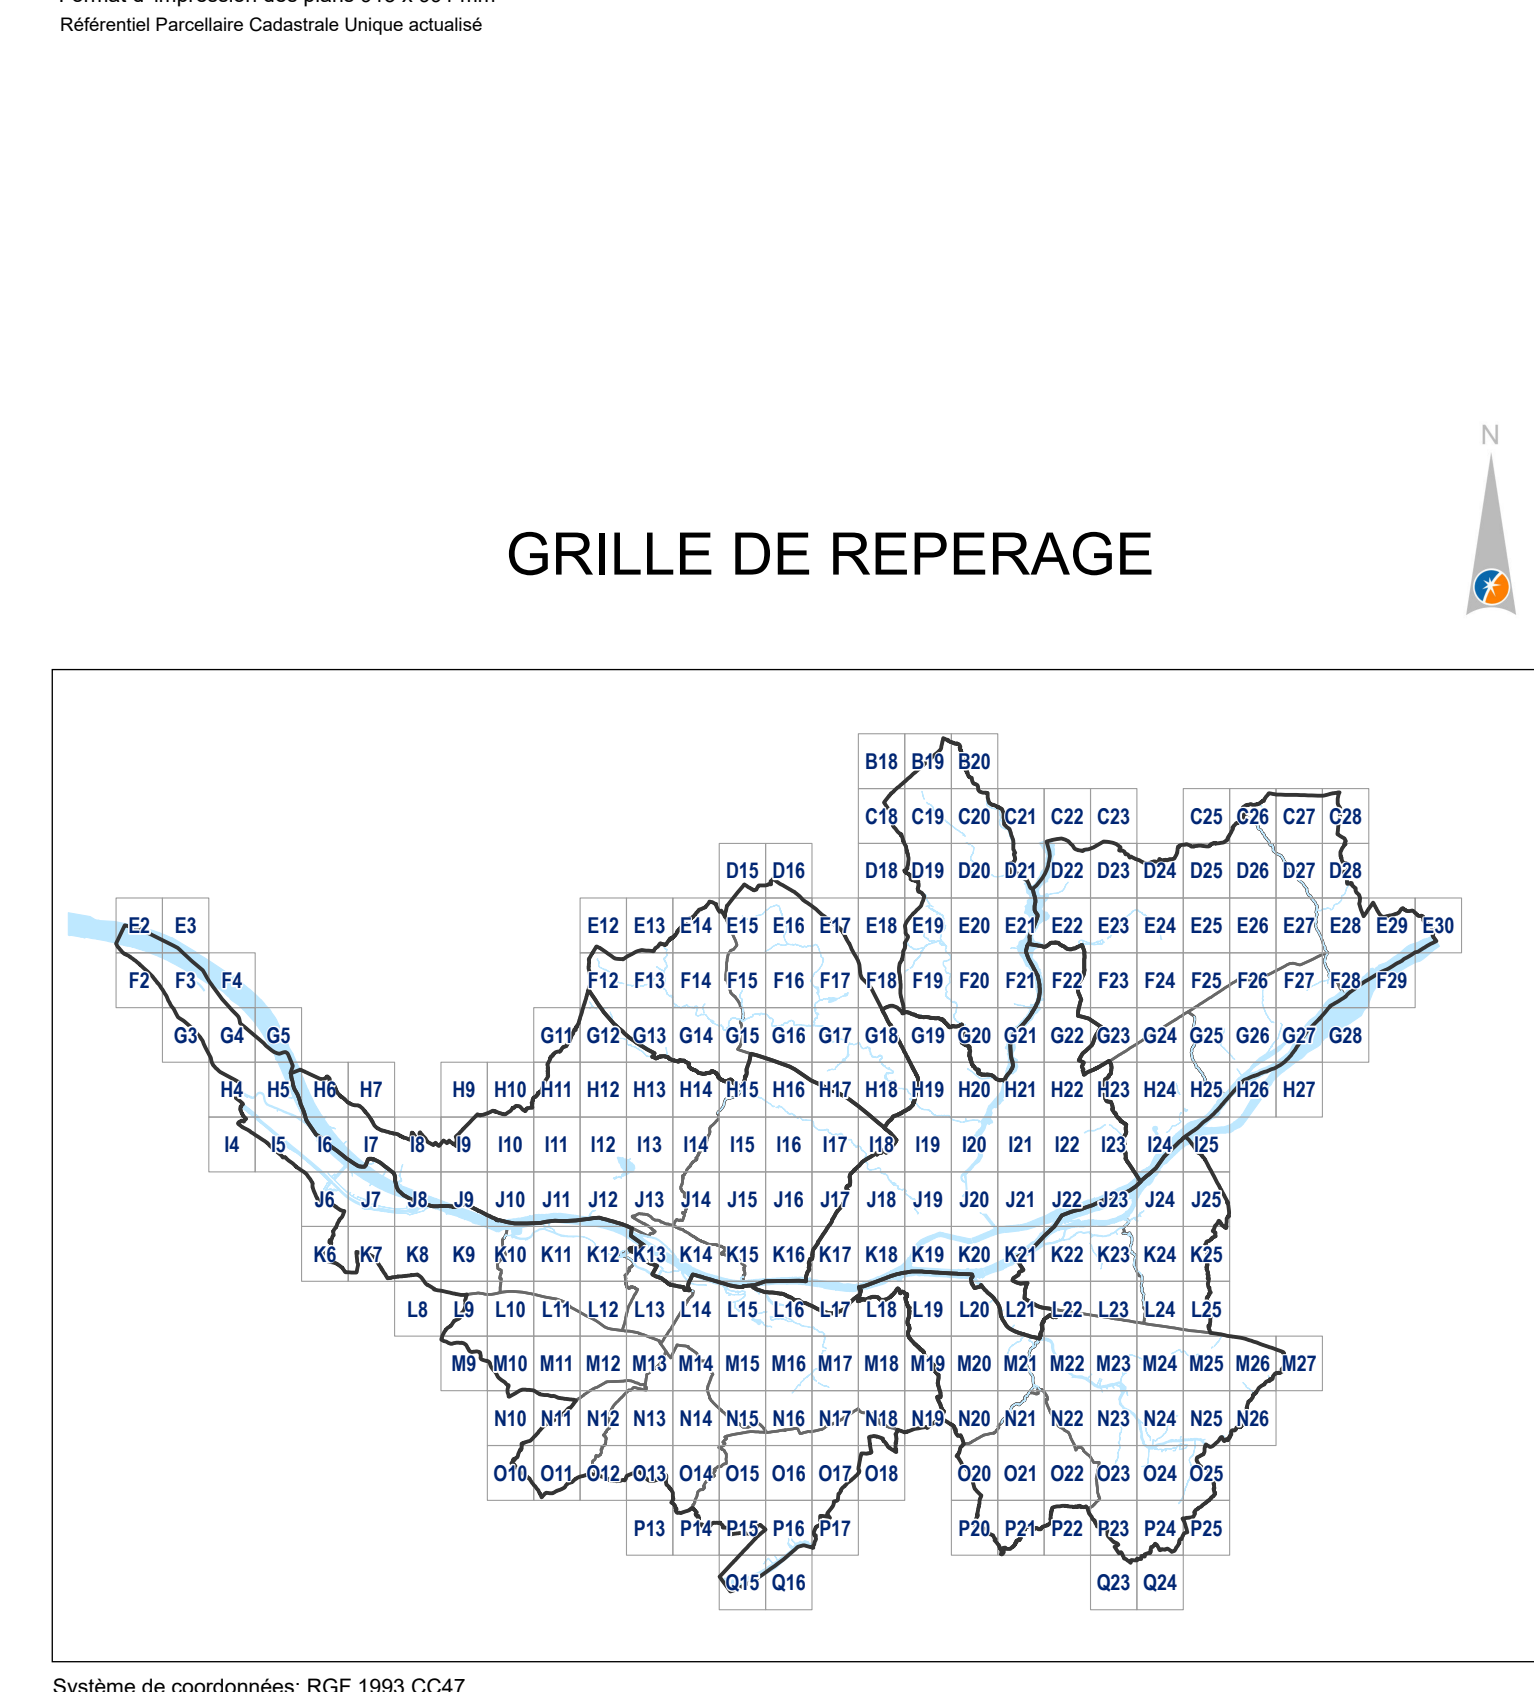 Référentiel Parcellaire Cadastrale Unique actualisé
N
GRILLE DE REPERAGE
B18 B19 B20
C18 C19 C20 C21 C22 C23 C25 C26 C27 C28
D15 D16 D18 D19 D20 D21 D22 D23 D24 D25 D26 D27 D28
E2 E3 E12 E13 E14 E15 E16 E17 E18 E19 E20 E21 E22 E23 E24 E25 E26 E27 E28 E29 E30
F2 F3 F4 F12 F13 F14 F15 F16 F17 F18 F19 F20 F21 F22 F23 F24 F25 F26 F27 F28 F29
G3 G4 G5 G11 G12 G13 G14 G15 G16 G17 G18 G19 G20 G21 G22 G23 G24 G25 G26 G27 G28
H4 H5 H6 H7 H9 H10 H11 H12 H13 H14 H15 H16 H17 H18 H19 H20 H21 H22 H23 H24 H25 H26 H27
I4 I5 I6 I7 I8 I9 I10 I11 I12 I13 I14 I15 I16 I17 I18 I19 I20 I21 I22 I23 I24 I25
J6 J7 J8 J9 J10 J11 J12 J13 J14 J15 J16 J17 J18 J19 J20 J21 J22 J23 J24 J25
K6 K7 K8 K9 K10 K11 K12 K13 K14 K15 K16 K17 K18 K19 K20 K21 K22 K23 K24 K25
L8 L9 L10 L11 L12 L13 L14 L15 L16 L17 L18 L19 L20 L21 L22 L23 L24 L25
M9 M10 M11 M12 M13 M14 M15 M16 M17 M18 M19 M20 M21 M22 M23 M24 M25 M26 M27
N10 N11 N12 N13 N14 N15 N16 N17 N18 N19 N20 N21 N22 N23 N24 N25 N26
O10 O11 O12 O13 O14 O15 O16 O17 O18 O20 O21 O22 O23 O24 O25
P13 P14 P15 P16 P17 P20 P21 P22 P23 P24 P25
Q15 Q16 Q23 Q24
Système de coordonnées: RGF 1993 CC47